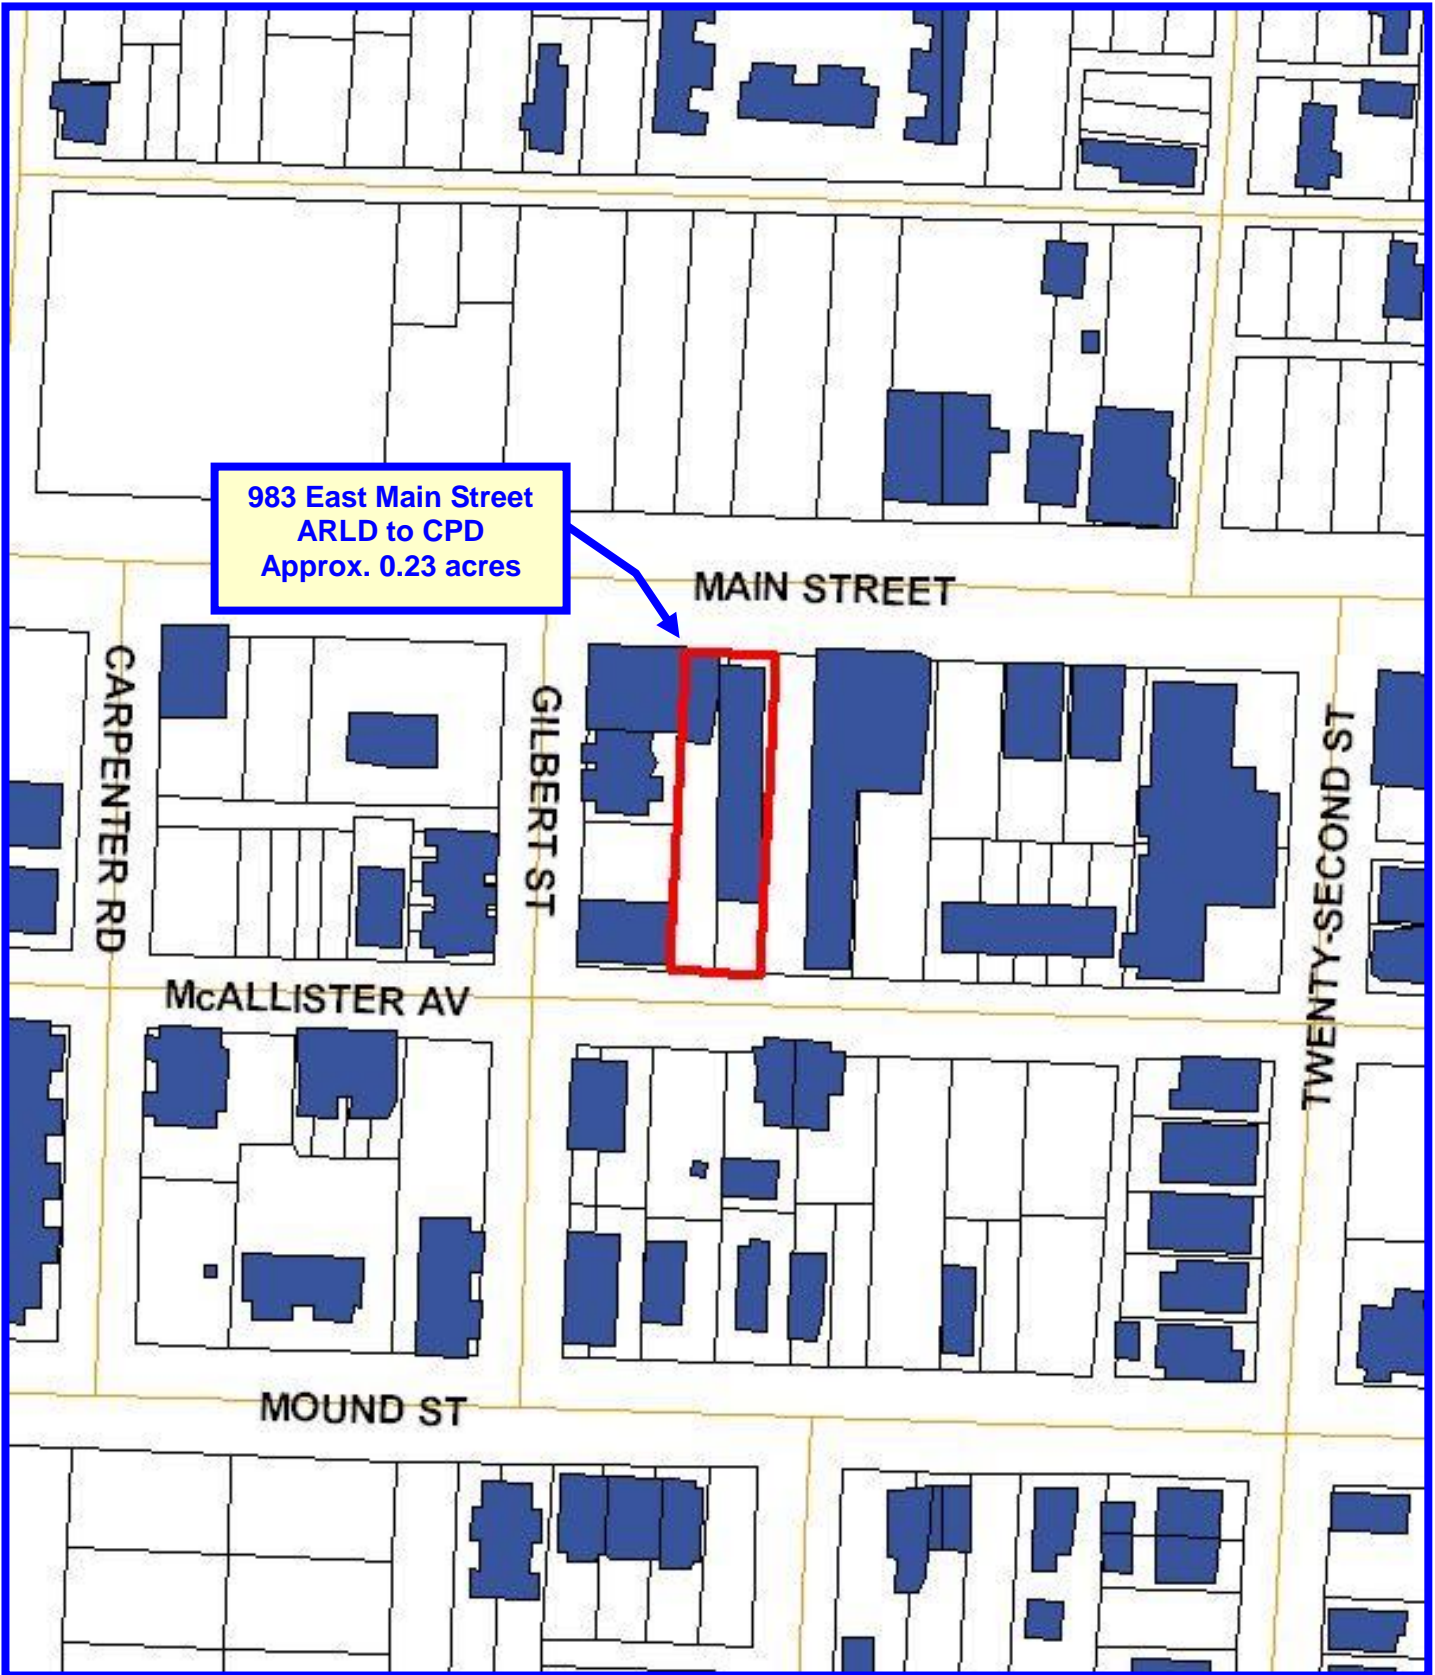 983 East Main Street
ARLD to CPD
Approx. 0.23 acres
MAIN STREET
CARPENTER RD
GILBERT ST
TWENTY-SECOND ST
McALLISTER AV
MOUND ST